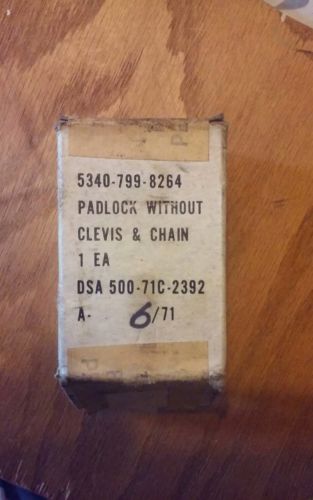 5340-799-8264
PADLOCK WITHOUT
CLEVIS & CHAIN
1 EA
DSA 500-71C-2392
A- 6/71